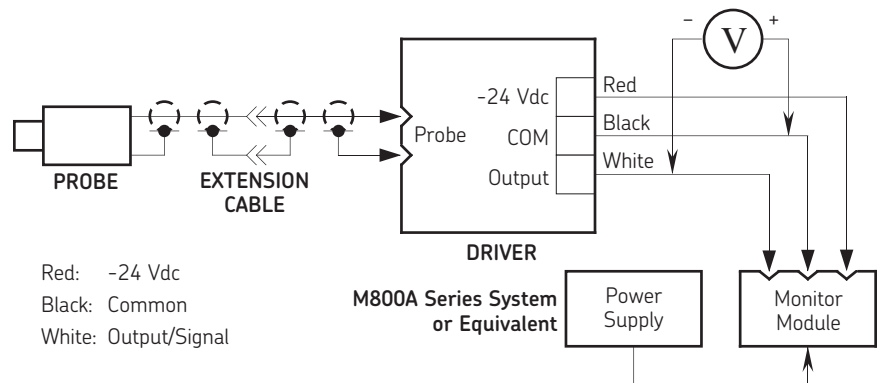 − V +
-24 Vdc
Red
Probe
COM
Black
Output
White
PROBE
EXTENSION
CABLE
DRIVER
Red: -24 Vdc
Black: Common
White: Output/Signal
M800A Series System
or Equivalent
Power
Supply
Monitor
Module